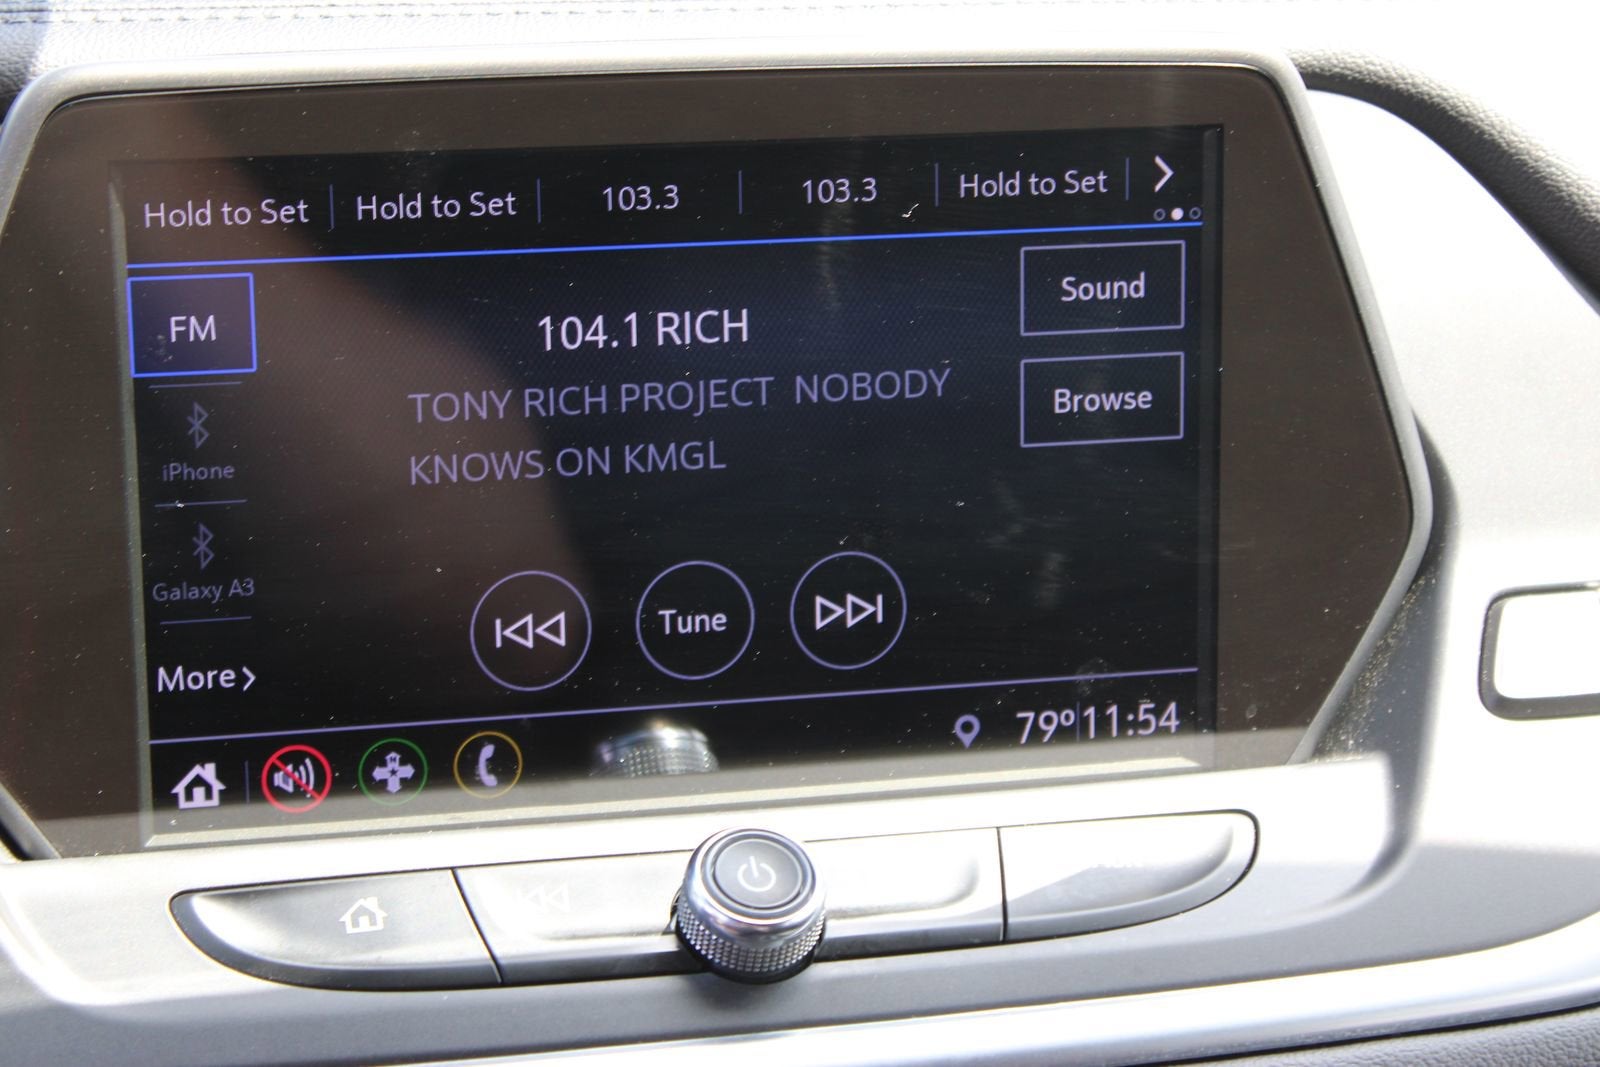 Hold to Set
Hold to Set
103.3
103.3
Hold to Set
FM
104.1 RICH
Sound
TONY RICH PROJECT  NOBODY
KNOWS ON KMGL
Browse
iPhone
Galaxy A3
Tune
More
79° 11:54